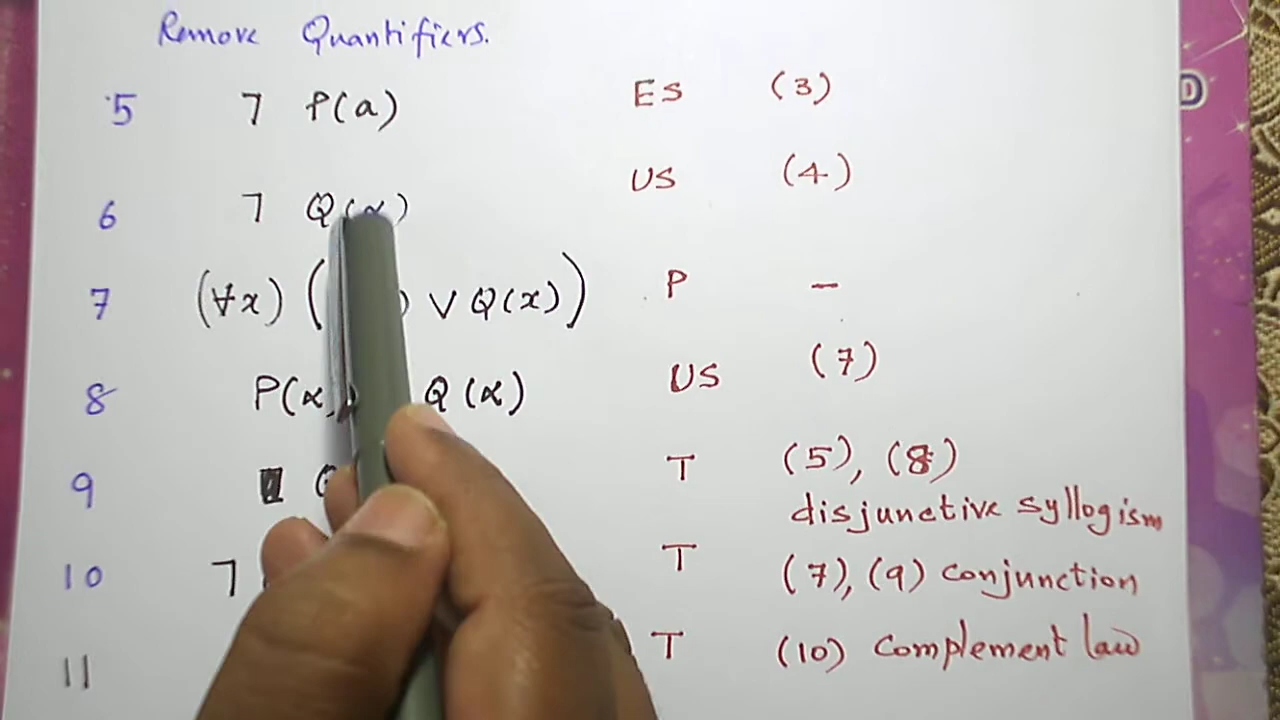 Remove Quantifiers.
5 ㄱ P(a) ES (3)
6 ㄱ Q(α) US (4)
7 (∀x) ( ) ∨ Q(x)) P —
8 P(α) Q(α) US (7)
9 T (5), (8)
disjunctive syllogism
10 ㄱ T (7), (9) conjunction
11 T (10) Complement law
D